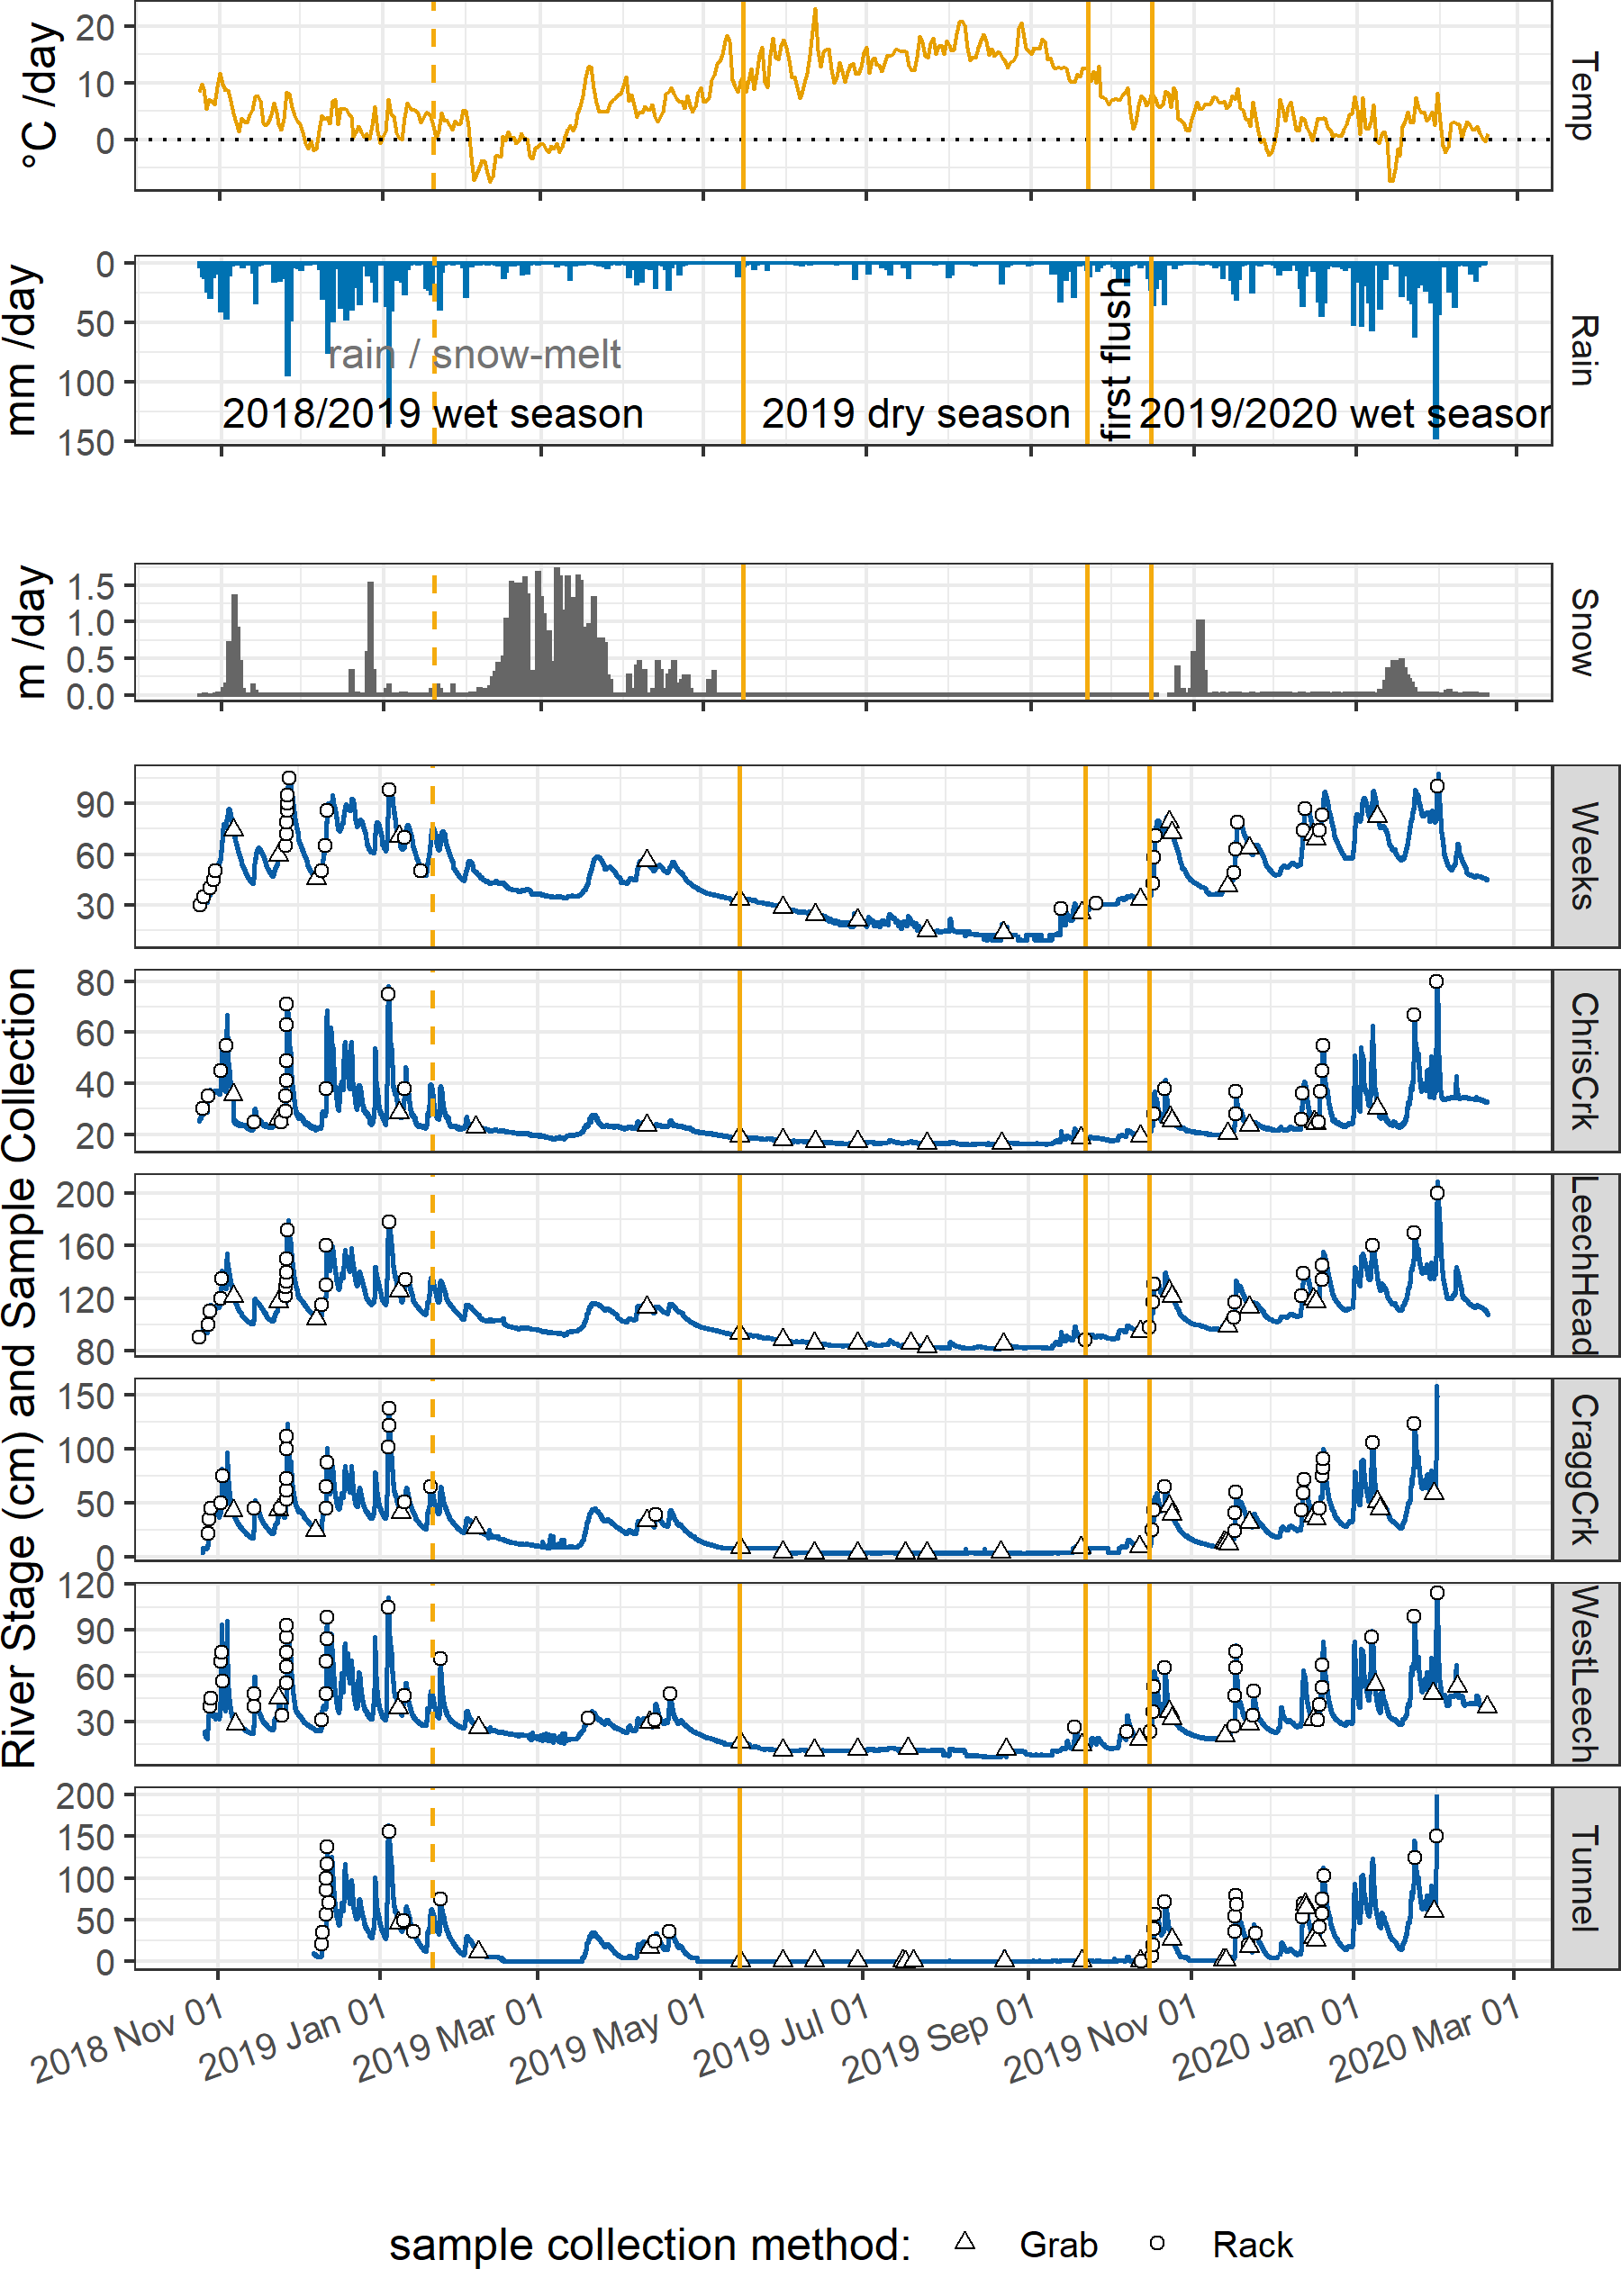 °C /day
20
10
0
Temp
mm /day
0
50
100
150
rain / snow-melt
2018/2019 wet season
2019 dry season
first flush
2019/2020 wet season
Rain
m /day
1.5
1.0
0.5
0.0
Snow
River Stage (cm) and Sample Collection
90
60
30
Weeks
80
60
40
20
ChrisCrk
200
160
120
80
LeechHead
150
100
50
0
CraggCrk
120
90
60
30
WestLeech
200
150
100
50
0
Tunnel
2018 Nov 01
2019 Jan 01
2019 Mar 01
2019 May 01
2019 Jul 01
2019 Sep 01
2019 Nov 01
2020 Jan 01
2020 Mar 01
sample collection method: Grab Rack